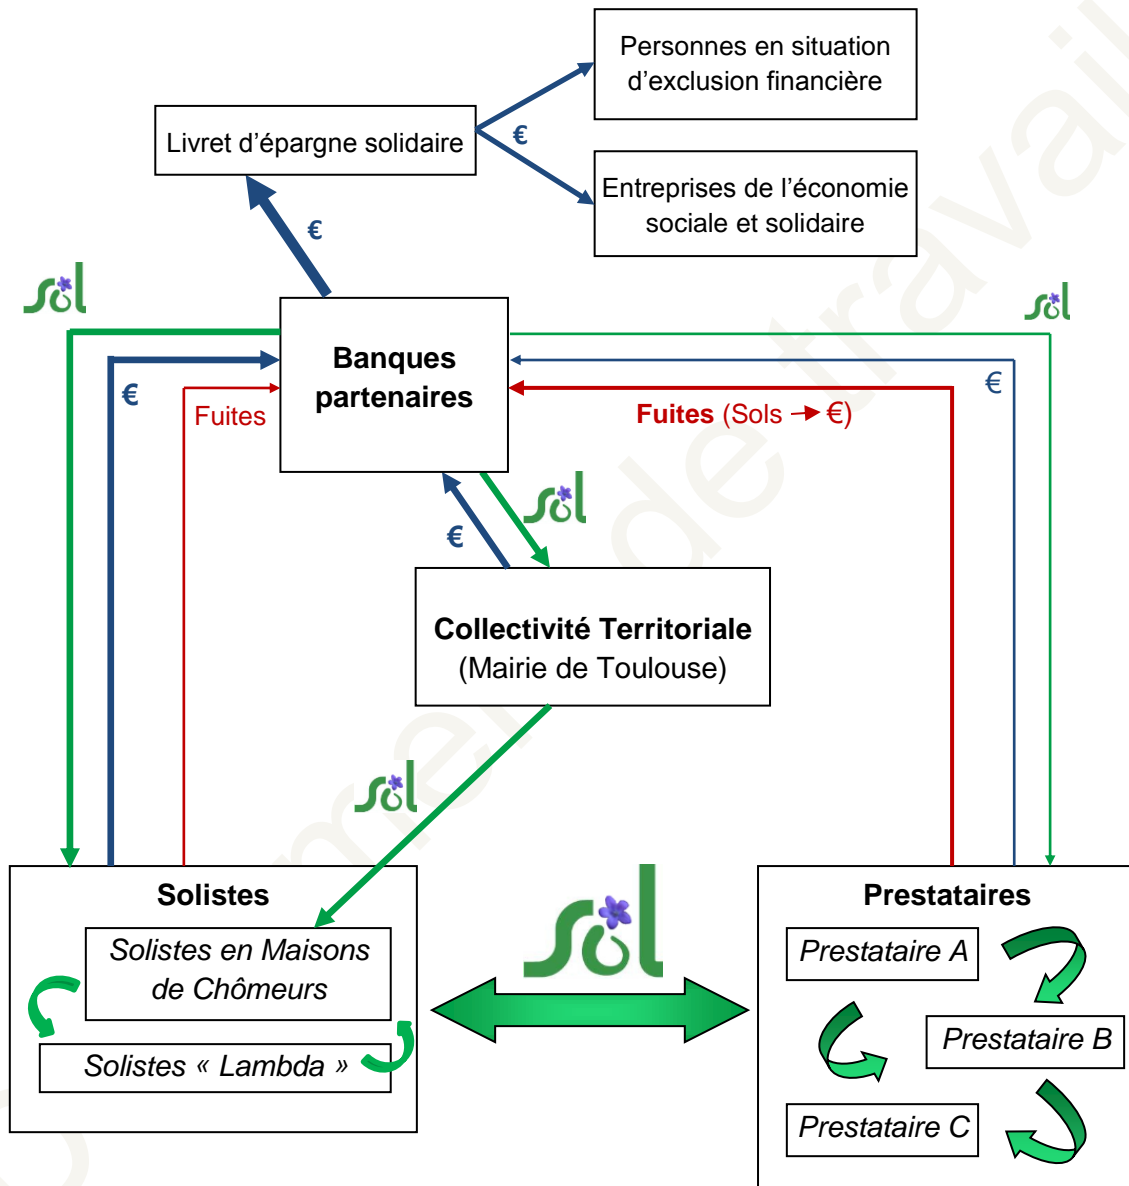 Personnes en situation
d’exclusion financière
Livret d’épargne solidaire
€
Entreprises de l’économie
sociale et solidaire
€
sol
sol
Banques
partenaires
€
€
Fuites
Fuites (Sols → €)
sol
€
Collectivité Territoriale
(Mairie de Toulouse)
sol
Solistes
sol
Prestataires
Solistes en Maisons
de Chômeurs
Prestataire A
Solistes « Lambda »
Prestataire B
Prestataire C
de travail